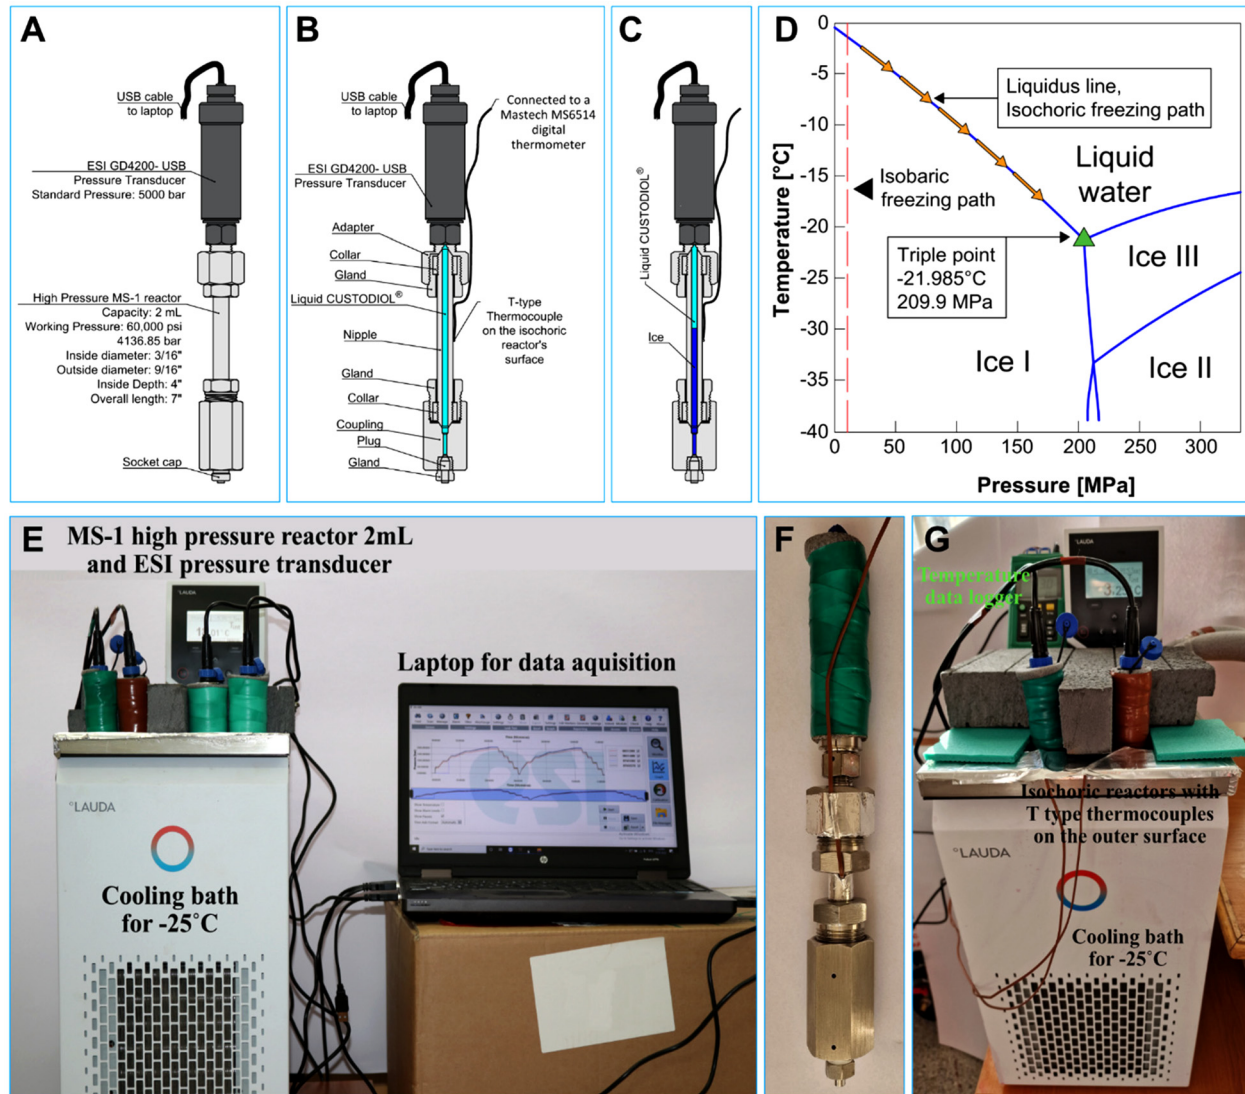 A
USB cable
to laptop
ESI GD4200- USB
Pressure Transducer
Standard Pressure: 5000 bar
High Pressure MS-1 reactor
Capacity: 2 mL
Working Pressure: 60,000 psi
4136.85 bar
Inside diameter: 3/16"
Outside diameter: 9/16"
Inside Depth: 4"
Overall length: 7"
Socket cap
B
USB cable
to laptop
Connected to a
Mastech MS6514
digital
thermometer
ESI GD4200- USB
Pressure Transducer
Adapter
Collar
Gland
Liquid CUSTODIOL®
T-type
Thermocouple
on the isochoric
reactor's
surface
Nipple
Gland
Collar
Coupling
Plug
Gland
C
Liquid CUSTODIOL®
Ice
D
0
-5
-10
-15
-20
-25
-30
-35
-40
Temperature [°C]
Liquidus line,
Isochoric freezing path
Liquid
water
Isobaric
freezing path
Triple point
-21.985°C
209.9 MPa
Ice III
Ice I
Ice II
0 50 100 150 200 250 300
Pressure [MPa]
E
MS-1 high pressure reactor 2mL
and ESI pressure transducer
LAUDA
Laptop for data aquisition
esi
hp
°LAUDA
Cooling bath
for -25˚C
F
G
Temperature
data logger
LAUDA
Isochoric reactors with
T type thermocouples
on the outer surface
°LAUDA
Cooling bath
for -25˚C